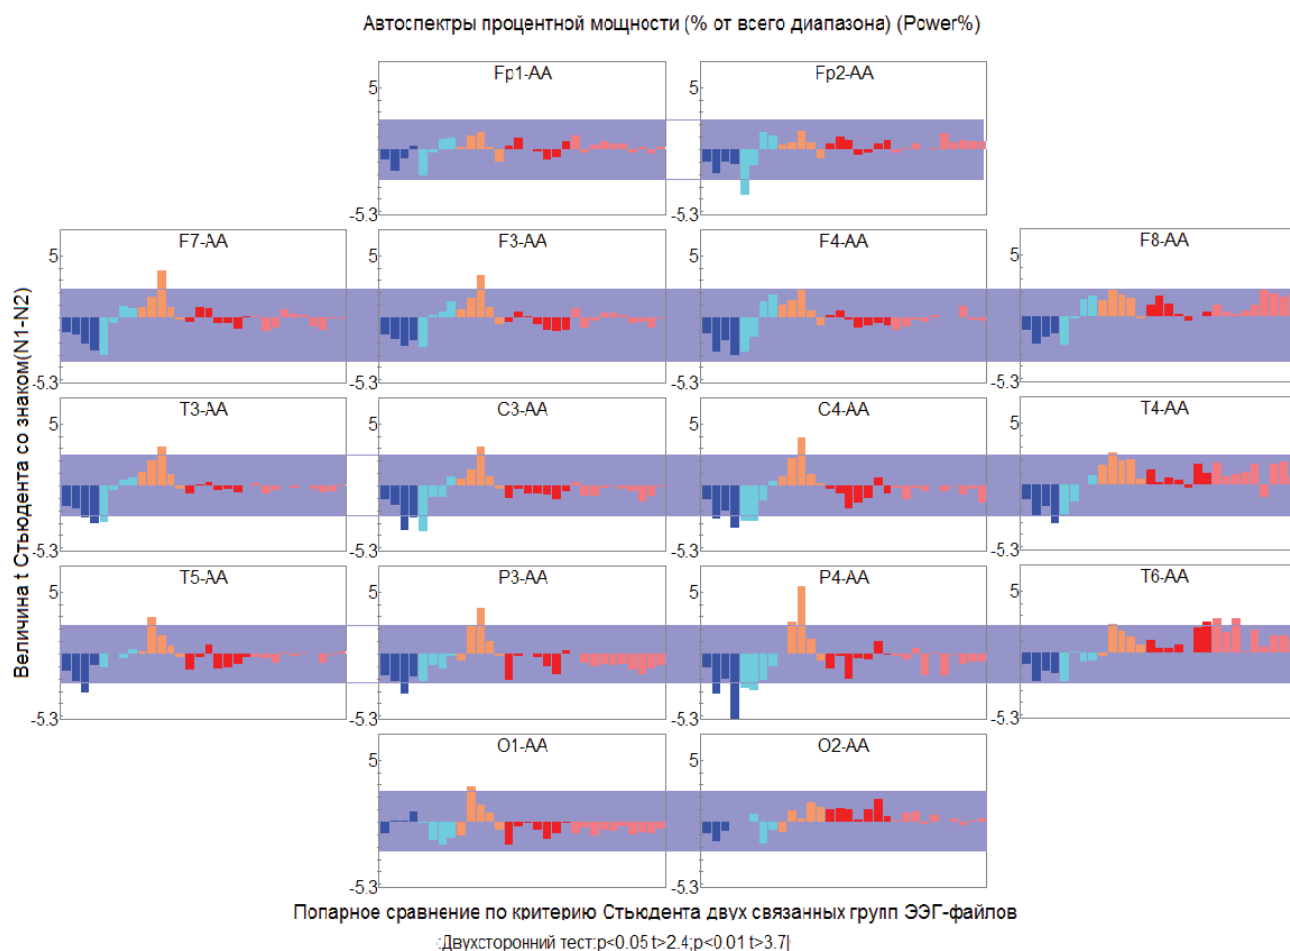 Автоспектры процентной мощности (% от всего диапазона) (Power%)
Fp1-AA
5
-5.3
Fp2-AA
5
-5.3
F7-AA
5
-5.3
F3-AA
5
-5.3
F4-AA
5
-5.3
F8-AA
5
-5.3
Величина t Стьюдента со знаком(N1-N2)
T3-AA
5
-5.3
C3-AA
5
-5.3
C4-AA
5
-5.3
T4-AA
5
-5.3
T5-AA
5
-5.3
P3-AA
5
-5.3
P4-AA
5
-5.3
T6-AA
5
-5.3
O1-AA
5
-5.3
O2-AA
5
-5.3
Попарное сравнение по критерию Стьюдента двух связанных групп ЭЭГ-файлов
:Двухсторонний тест:p<0.05 t>2.4;p<0.01 t>3.7|